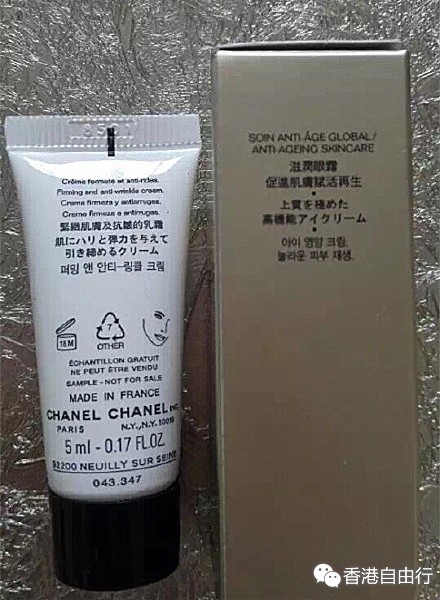 Crème fermeté et anti-rides.
Firming and anti-wrinkle cream.
Crema firmeza y antiarrugas.
Creme firmeza e antirrugas.
緊緻肌膚及抗皺的乳霜
肌にハリと弾力を与えて
引き締めるクリーム
퍼밍 앤 안티-링클 크림
18 M
7
OTHER
ÉCHANTILLON GRATUIT
NE PEUT ÊTRE VENDU
SAMPLE - NOT FOR SALE
MADE IN FRANCE
CHANEL CHANEL INC.
PARIS N.Y., N.Y. 10019
5 ml - 0.17 FL.OZ.
92200 NEUILLY SUR SEINE
043.347
SOIN ANTI-ÂGE GLOBAL/
ANTI-AGEING SKINCARE
滋潤眼霜
促進肌膚賦活再生
上質を極めた
高機能アイクリーム
아이 영양 크림.
놀라운 피부 재생.
香港自由行